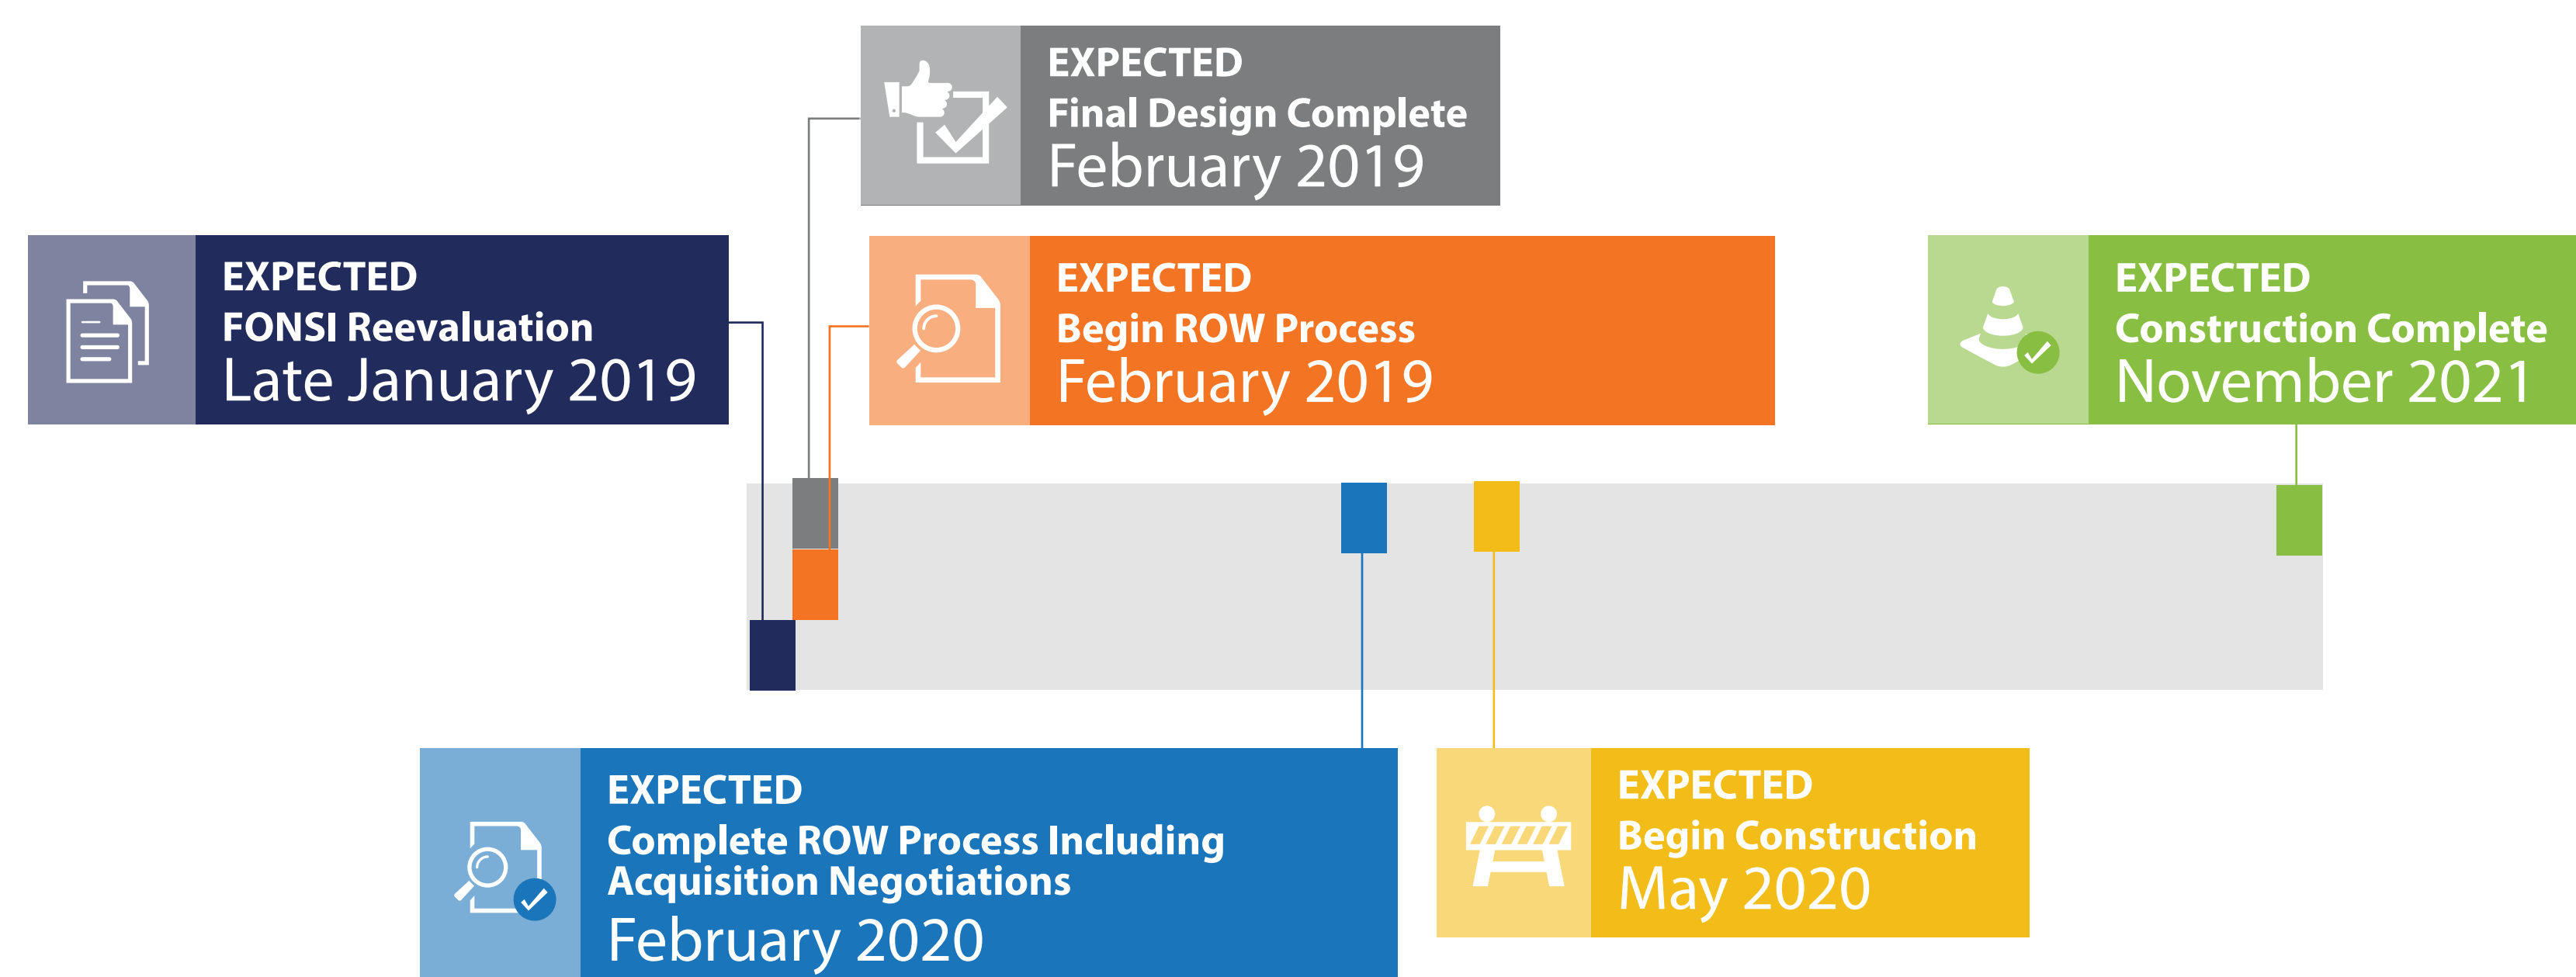 EXPECTED
Final Design Complete
February 2019
EXPECTED
FONSI Reevaluation
Late January 2019
EXPECTED
Begin ROW Process
February 2019
EXPECTED
Construction Complete
November 2021
EXPECTED
Complete ROW Process Including
Acquisition Negotiations
February 2020
EXPECTED
Begin Construction
May 2020